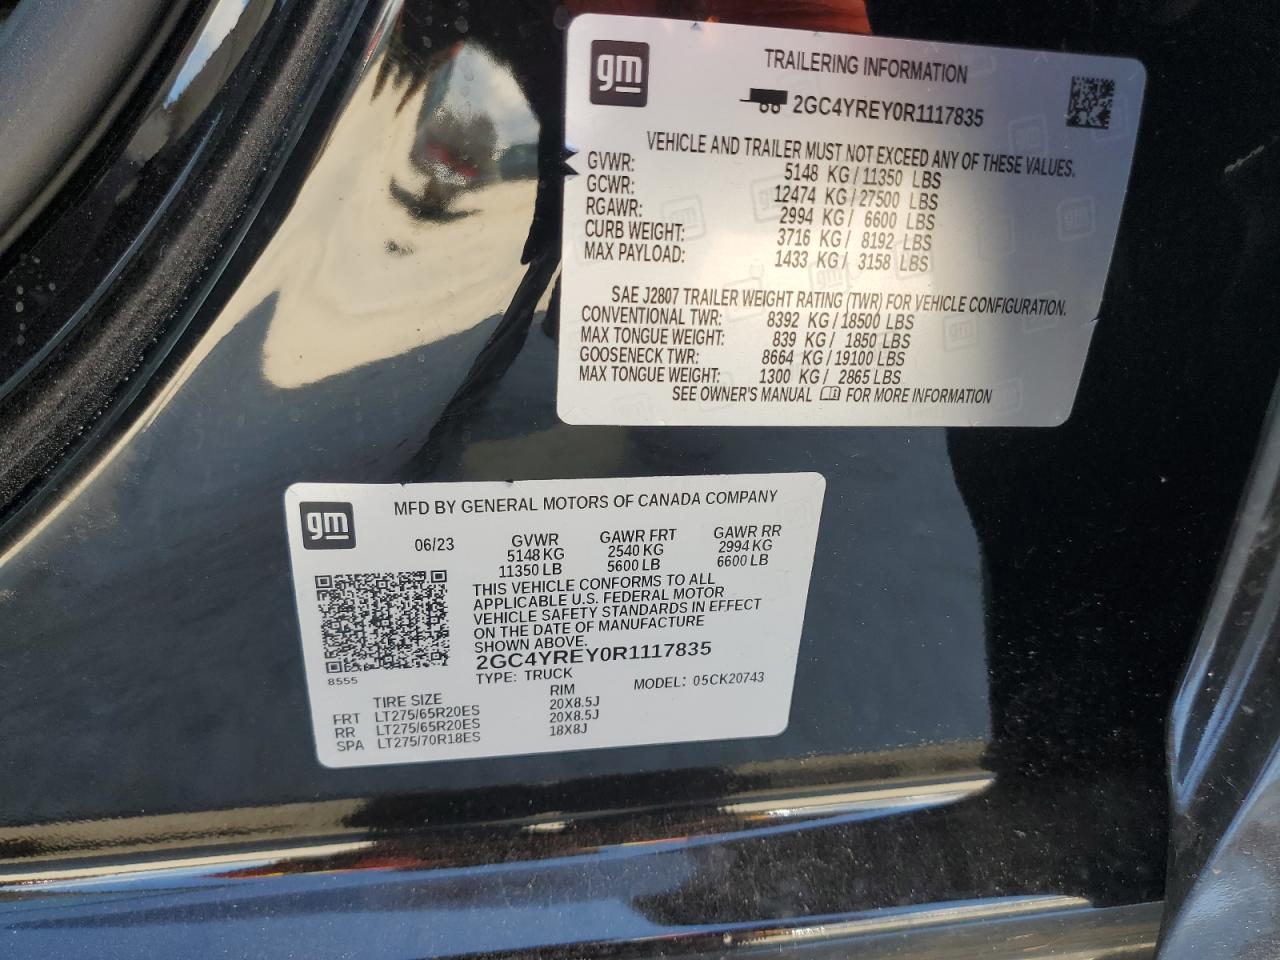 gm
TRAILERING INFORMATION
2GC4YREY0R1117835
VEHICLE AND TRAILER MUST NOT EXCEED ANY OF THESE VALUES.
GVWR: 5148 KG / 11350 LBS
GCWR: 12474 KG / 27500 LBS
RGAWR: 2994 KG / 6600 LBS
CURB WEIGHT: 3716 KG / 8192 LBS
MAX PAYLOAD: 1433 KG / 3158 LBS
SAE J2807 TRAILER WEIGHT RATING (TWR) FOR VEHICLE CONFIGURATION.
CONVENTIONAL TWR: 8392 KG / 18500 LBS
MAX TONGUE WEIGHT: 839 KG / 1850 LBS
GOOSENECK TWR: 8664 KG / 19100 LBS
MAX TONGUE WEIGHT: 1300 KG / 2865 LBS
SEE OWNER'S MANUAL FOR MORE INFORMATION
gm
MFD BY GENERAL MOTORS OF CANADA COMPANY
06/23 GVWR GAWR FRT GAWR RR
5148 KG 2540 KG 2994 KG
11350 LB 5600 LB 6600 LB
THIS VEHICLE CONFORMS TO ALL
APPLICABLE U.S. FEDERAL MOTOR
VEHICLE SAFETY STANDARDS IN EFFECT
ON THE DATE OF MANUFACTURE
SHOWN ABOVE.
2GC4YREY0R1117835
8555 TYPE: TRUCK MODEL: 05CK20743
TIRE SIZE RIM
FRT LT275/65R20ES 20X8.5J
RR LT275/65R20ES 20X8.5J
SPA LT275/70R18ES 18X8J